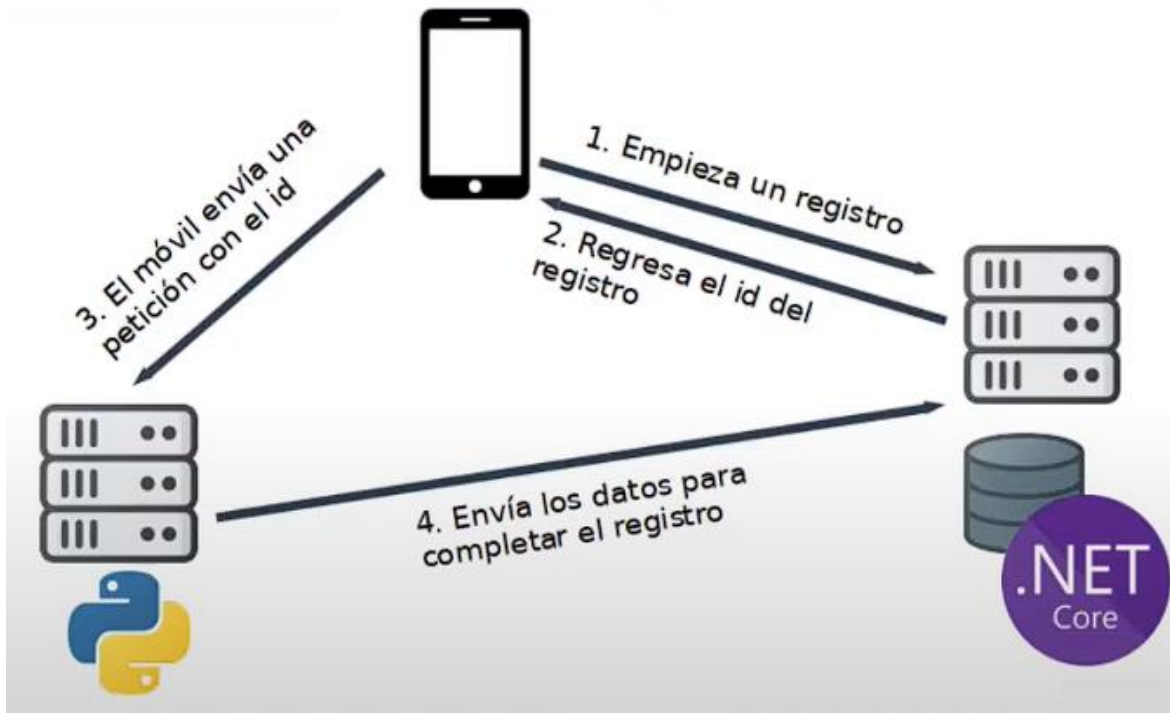 1. Empieza un registro
2. Regresa el id del
registro
3. El móvil envía una
petición con el id
4. Envía los datos para
completar el registro
.NET
Core